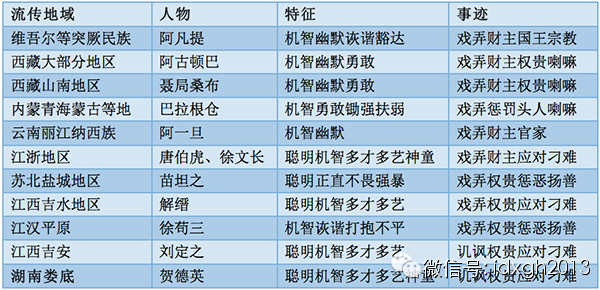 流传地域 人物 特征 事迹
维吾尔等突厥民族 阿凡提 机智幽默诙谐豁达 戏弄财主国王宗教
西藏大部分地区 阿古顿巴 机智幽默勇敢 戏弄财主权贵喇嘛
西藏山南地区 聂局桑布 机智幽默勇敢 戏弄财主权贵喇嘛
内蒙青海蒙古等地 巴拉根仓 机智勇敢锄强扶弱 戏弄惩罚头人喇嘛
云南丽江纳西族 阿一旦 机智幽默 戏弄财主官家
江浙地区 唐伯虎、徐文长 聪明机智多才多艺神童 戏弄财主应对刁难
苏北盐城地区 苗坦之 聪明正直不畏强暴 戏弄权贵惩恶扬善
江西吉水地区 解缙 聪明机智多才多艺 戏弄权贵应对刁难
江汉平原 徐苟三 机智诙谐打抱不平 戏弄权贵惩恶扬善
江西吉安 刘定之 聪明机智多才多艺 讥讽权贵应对刁难
湖南娄底 贺德英 聪明机智多才多艺神童 讥讽权贵应对刁难
微信号: jdxgh2013